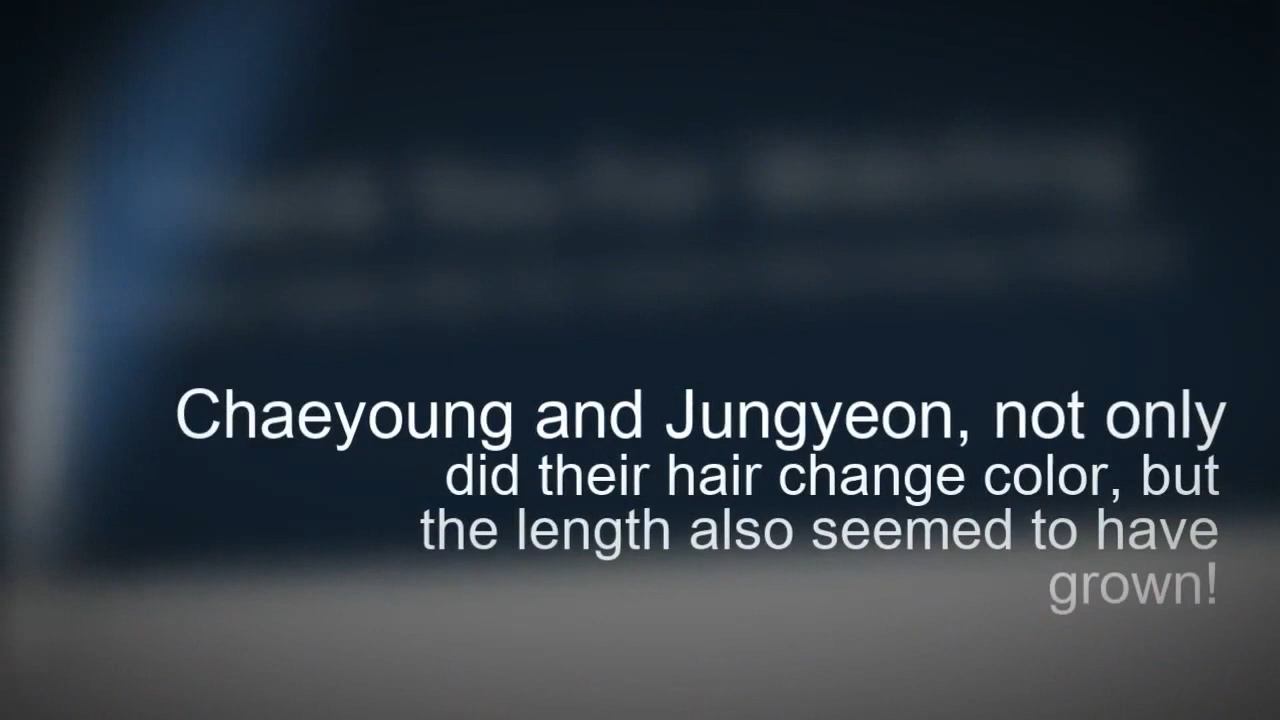 Chaeyoung and Jungyeon, not only
did their hair change color, but
the length also seemed to have
grown!